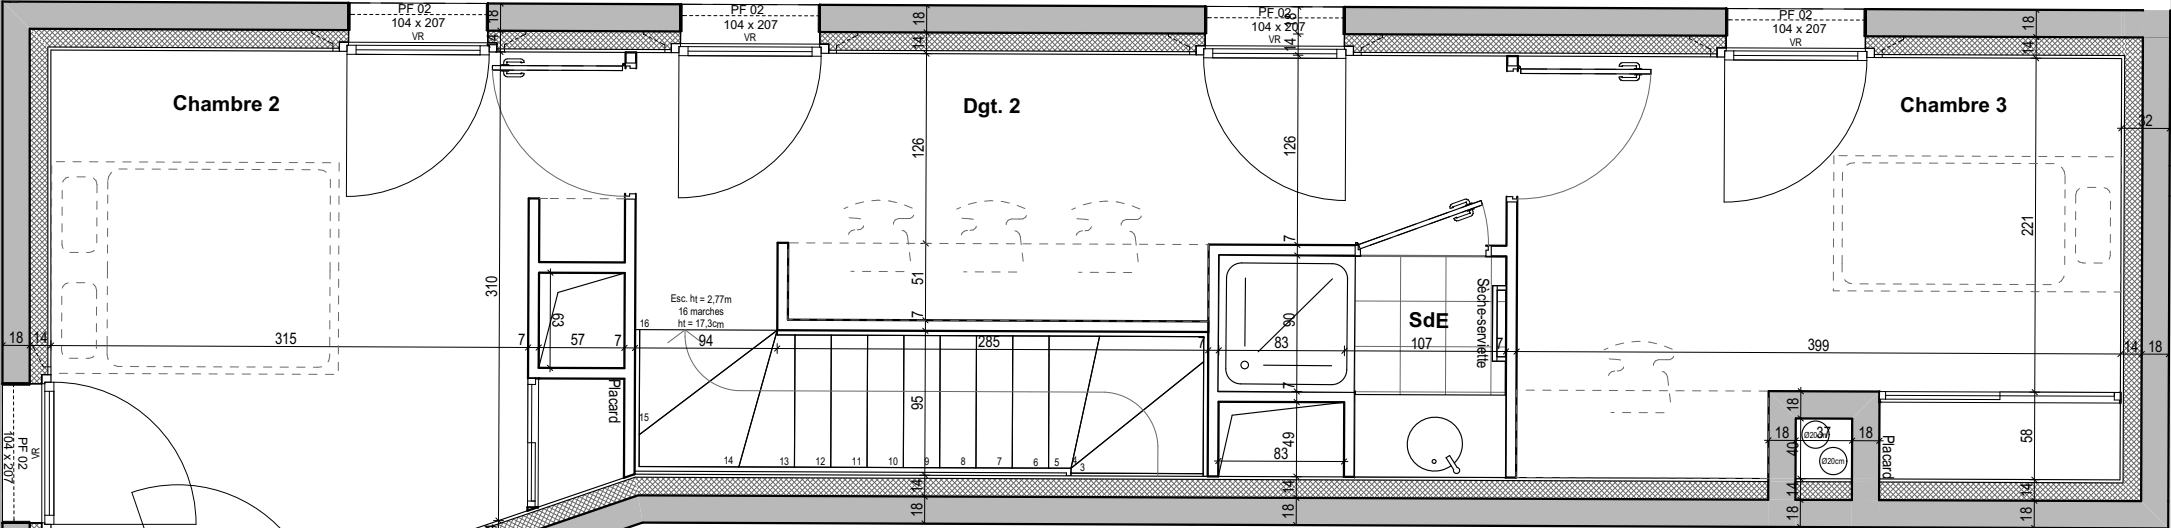 PF 02
104 x 207
VR
PF 02
104 x 207
VR
PF 02
104 x 207
VR
PF 02
104 x 207
VR
18
14
18
14
18
14
18
14
Chambre 2
Dgt. 2
Chambre 3
32
126
126
310
51
7
7
221
63
Esc. ht = 2,77m
16 marches
ht = 17,3cm
16
SdE
Sèche-serviette
90
18
14
315
7
57
7
94
285
7
83
107
7
399
14
18
Placard
95
7
15
14
13
12
11
10
9
8
7
6
5
4
3
49
83
18
18
37
18
40
Ø20cm
Ø20cm
Placard
58
PF 02
104 x 207
VR
14
18
14
18
14
18
14
18